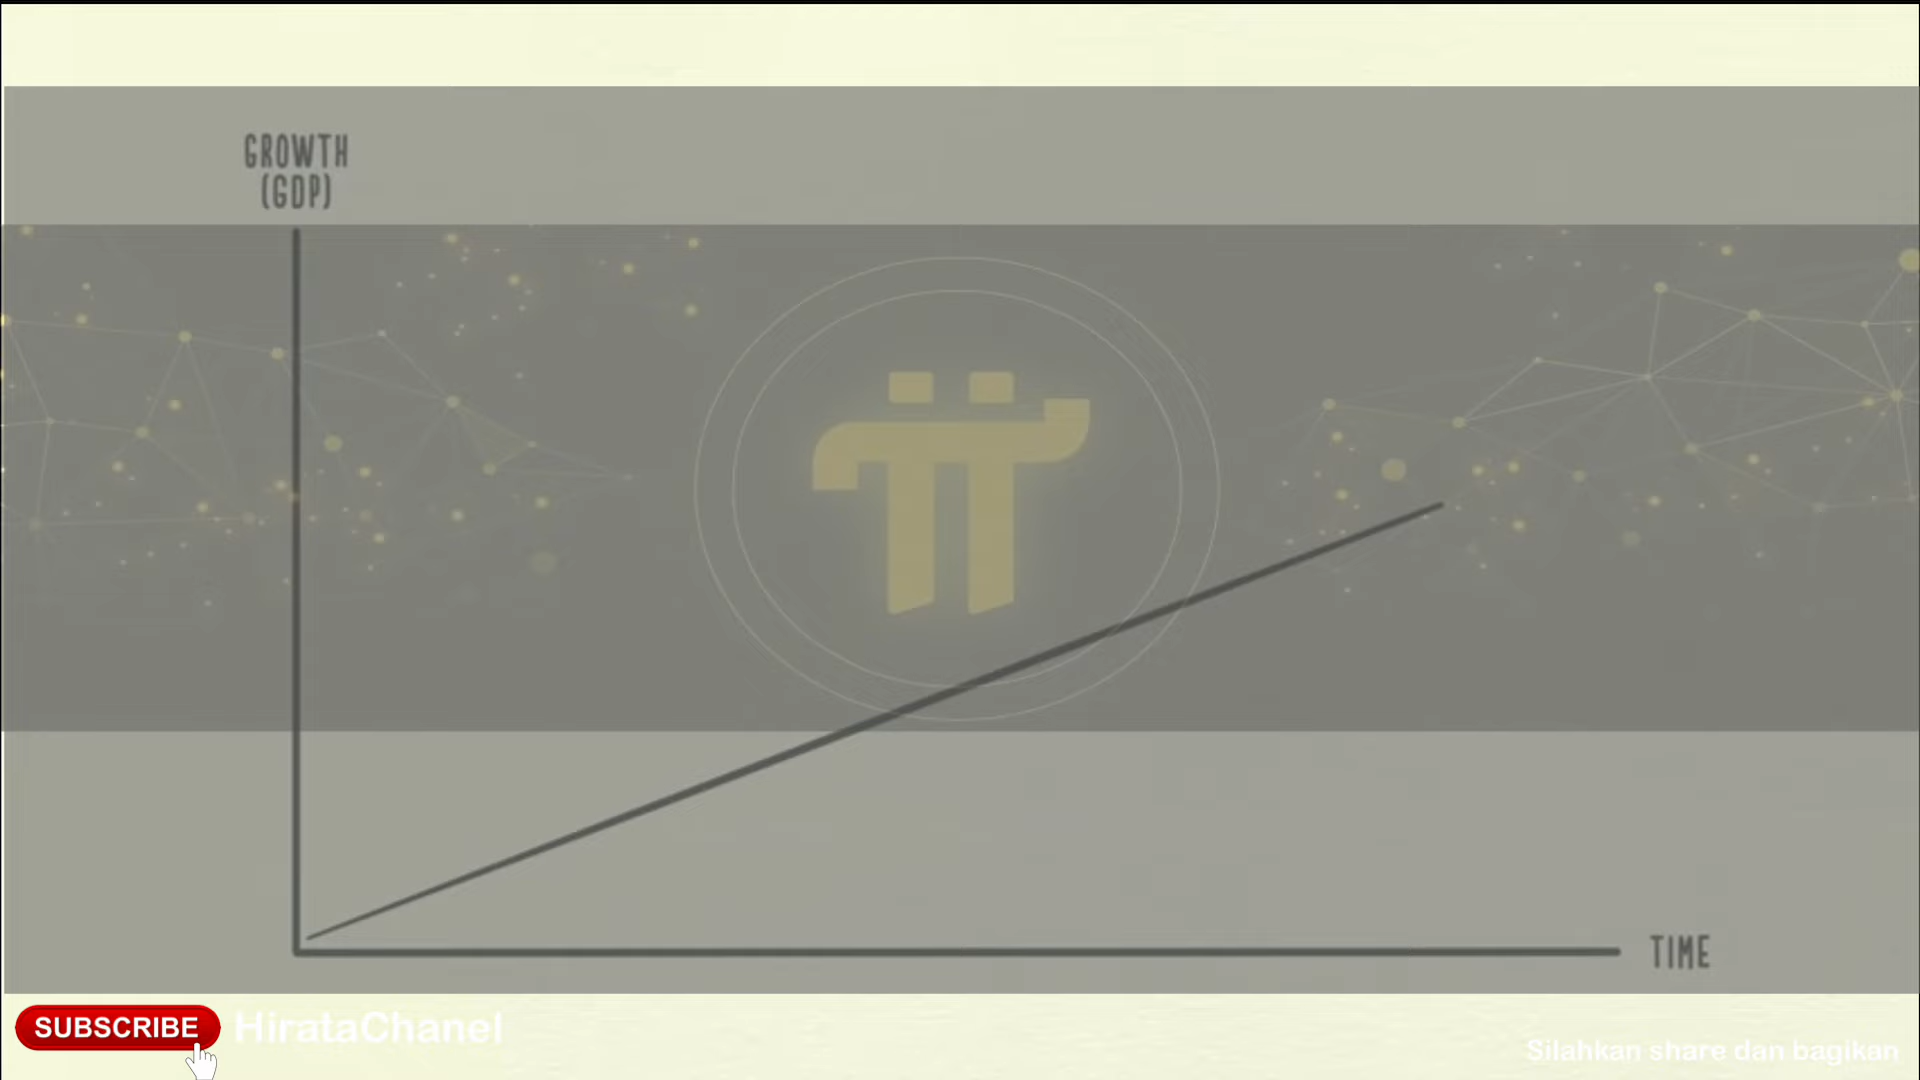 GROWTH
(GDP)
TIME
SUBSCRIBE HirataChanel
Silahkan share dan bagikan